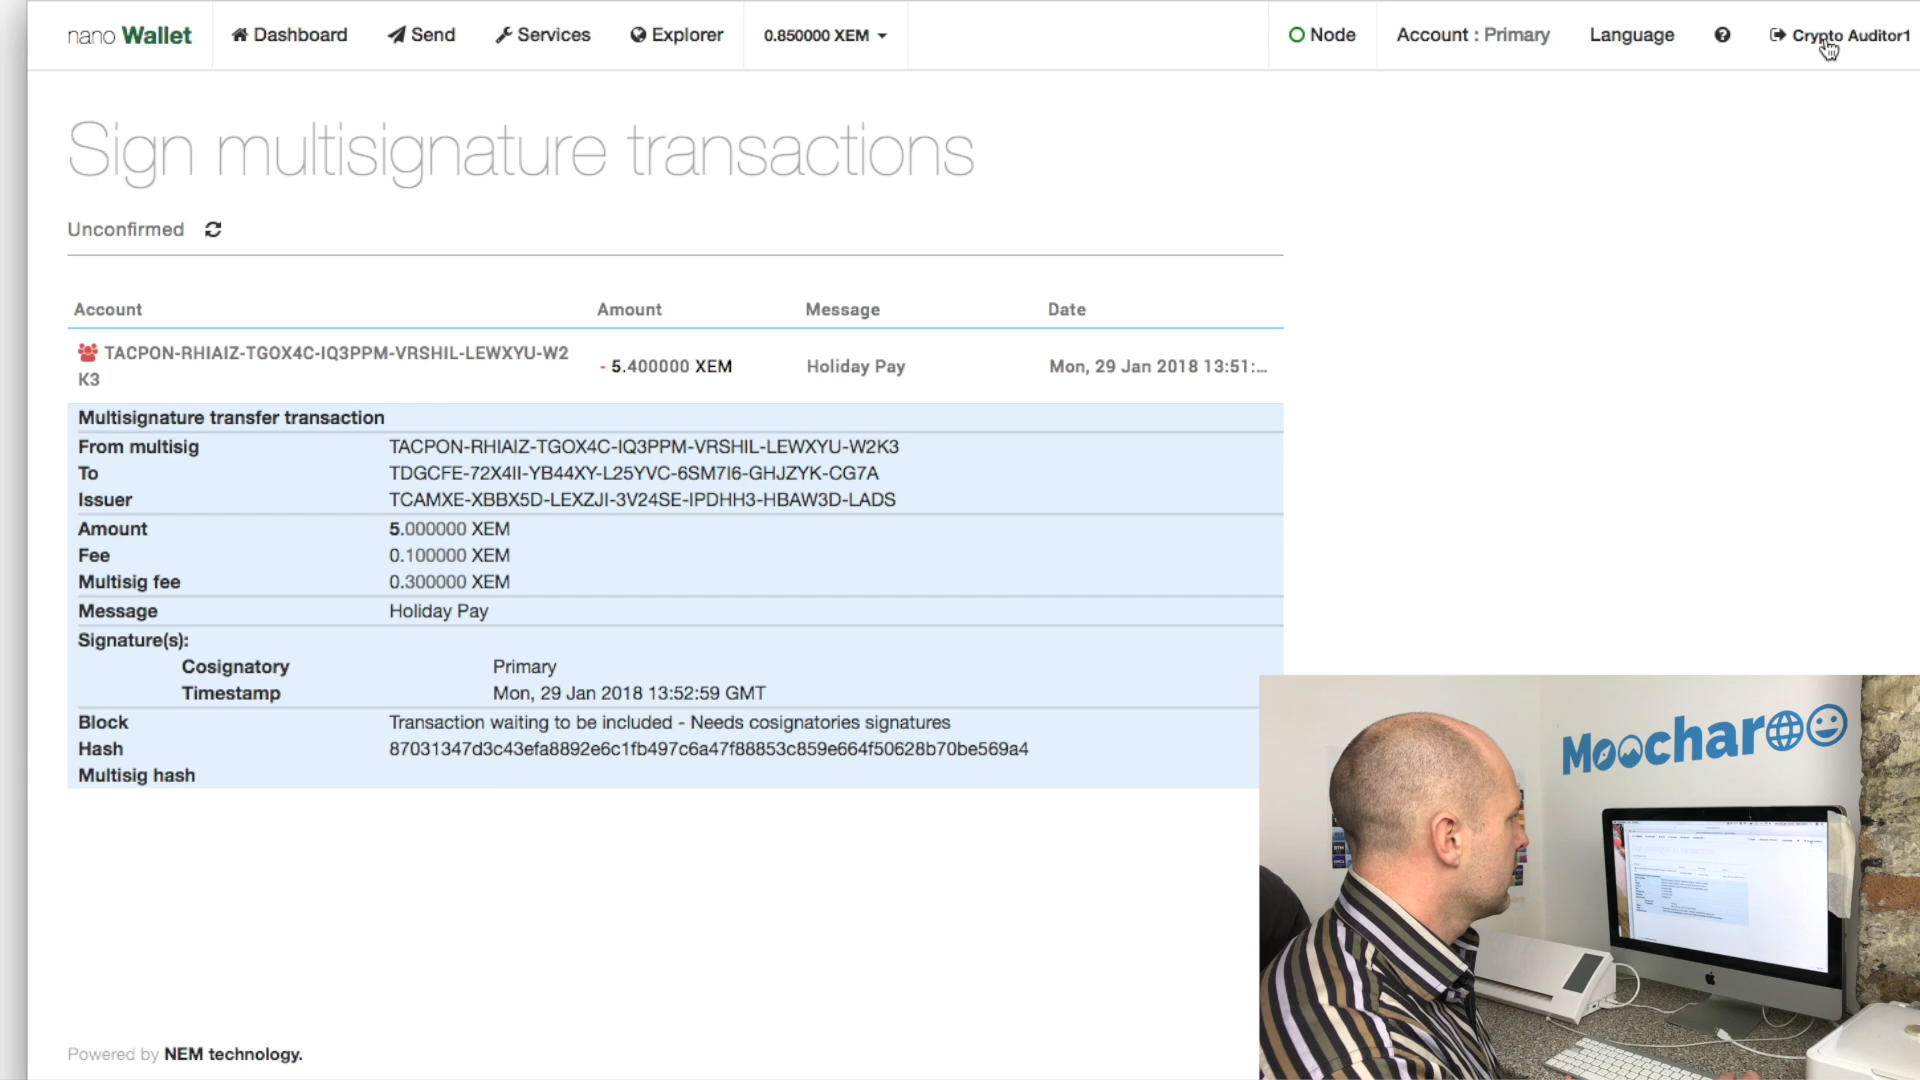 nano Wallet Dashboard Send Services Explorer 0.850000 XEM Node Account : Primary Language Crypto Auditor1
Sign multisignature transactions
Unconfirmed
Account Amount Message Date
TACPON-RHIAIZ-TGOX4C-IQ3PPM-VRSHIL-LEWXYU-W2
K3
- 5.400000 XEM Holiday Pay Mon, 29 Jan 2018 13:51:...
Multisignature transfer transaction
From multisig TACPON-RHIAIZ-TGOX4C-IQ3PPM-VRSHIL-LEWXYU-W2K3
To TDGCFE-72X4II-YB44XY-L25YVC-6SM7I6-GHJZYK-CG7A
Issuer TCAMXE-XBBX5D-LEXZJI-3V24SE-IPDHH3-HBAW3D-LADS
Amount 5.000000 XEM
Fee 0.100000 XEM
Multisig fee 0.300000 XEM
Message Holiday Pay
Signature(s):
Cosignatory Primary
Timestamp Mon, 29 Jan 2018 13:52:59 GMT
Block Transaction waiting to be included - Needs cosignatories signatures
Hash 87031347d3c43efa8892e6c1fb497c6a47f88853c859e664f50628b70be569a4
Multisig hash
Moocharoo
Powered by NEM technology.